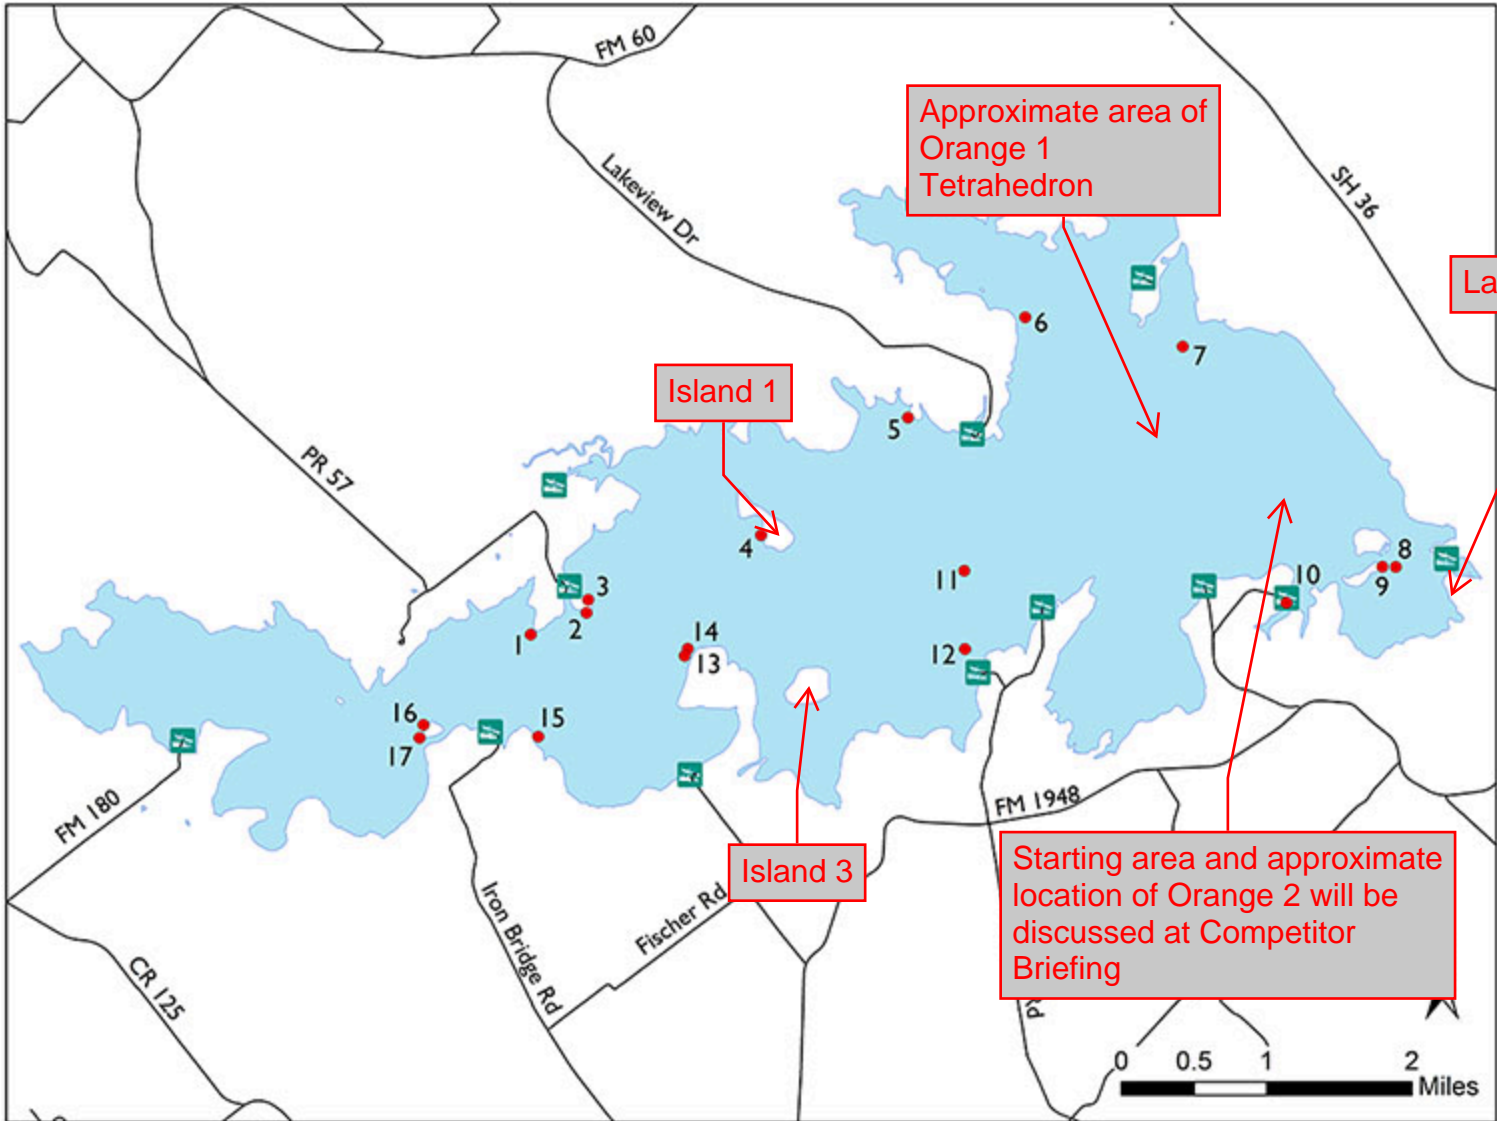 FM 60
Approximate area of
Orange 1
Tetrahedron
Lakeview Dr
SH 36
La
6
7
Island 1
5
PR 57
4
3
2
1
11
8
9
10
14
13
12
16
17
15
FM 180
FM 1948
Island 3
Starting area and approximate
location of Orange 2 will be
discussed at Competitor
Briefing
Iron Bridge Rd
Fischer Rd
CR 125
Rd
0 0.5 1 2
Miles